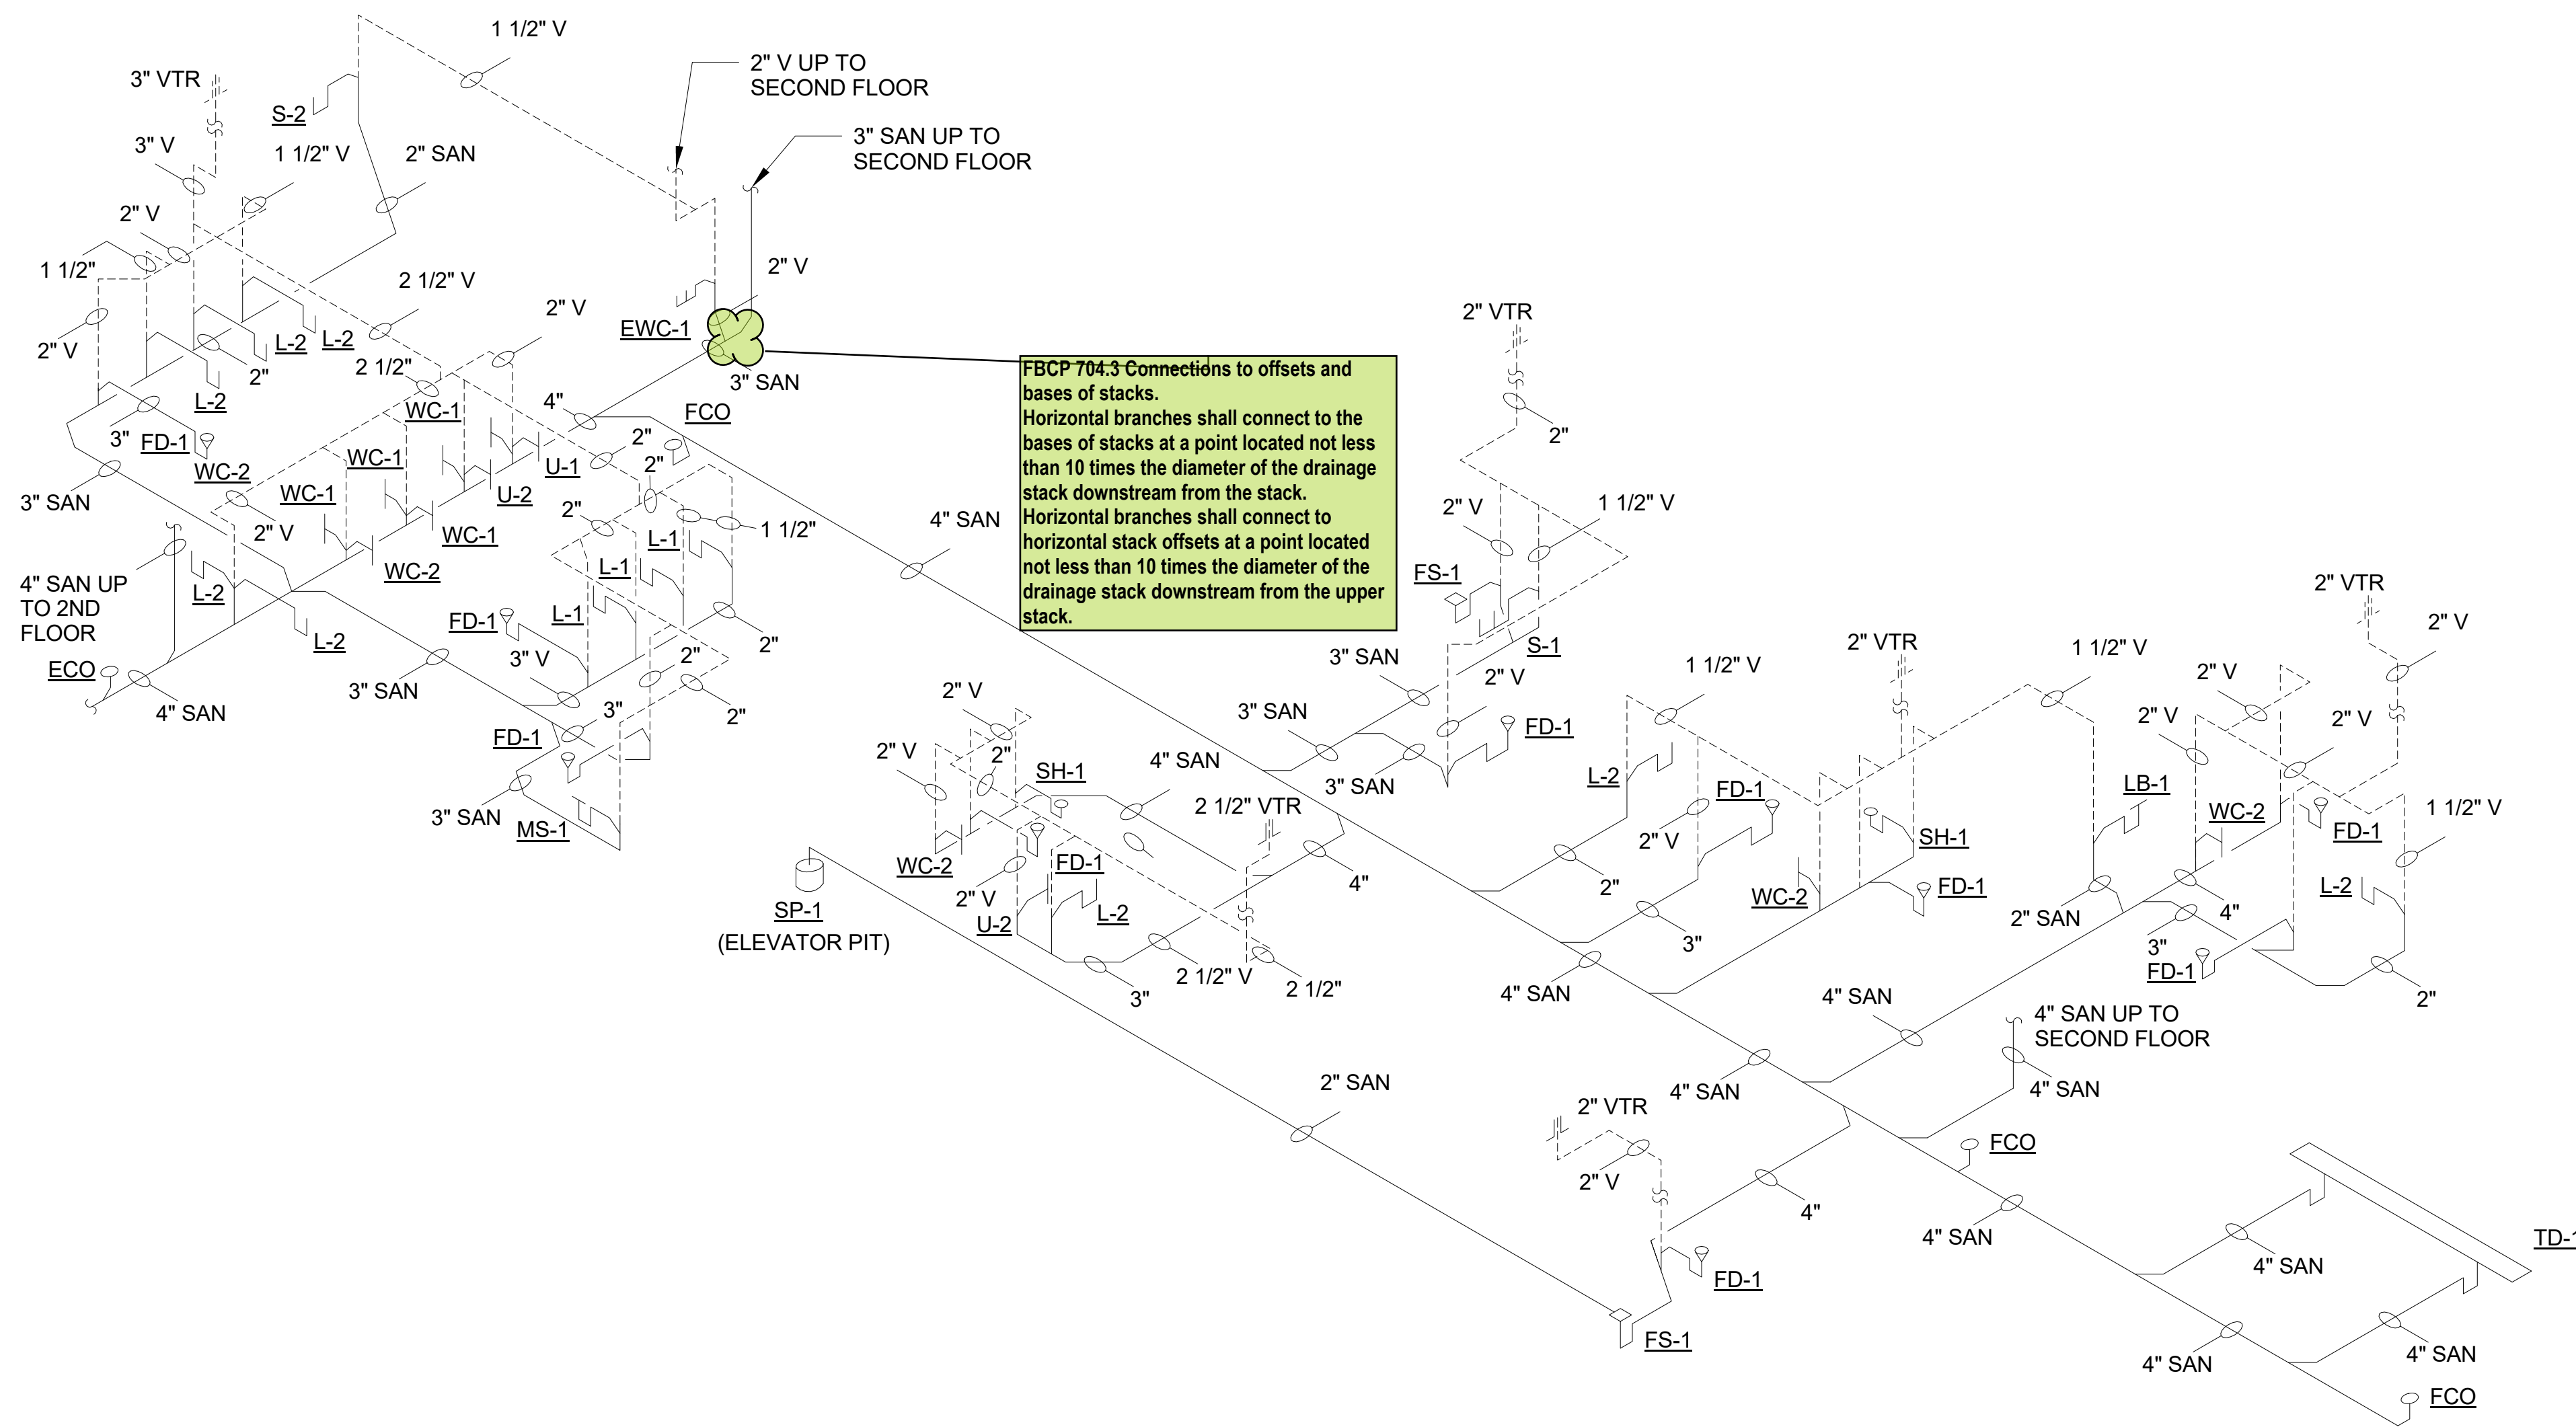 1 1/2" V
2" V UP TO
SECOND FLOOR
3" VTR
S-2
3" SAN UP TO
SECOND FLOOR
3" V
1 1/2" V
2" SAN
2" V
1 1/2"
2 1/2" V
2" V
2" V
2" V
EWC-1
L-2
L-2
2"
2 1/2"
3" SAN
L-2
WC-1
4"
FCO
3"
FD-1
WC-2
WC-1
U-1
2"
2"
3" SAN
WC-1
U-2
2"
2" V
WC-1
L-1
1 1/2"
WC-2
L-1
4" SAN UP
TO 2ND
FLOOR
L-2
FD-1
L-1
L-2
3" V
2"
2"
ECO
3" SAN
4" SAN
2"
3"
FD-1
3" SAN
MS-1
4" SAN
FBCP 704.3 Connections to offsets and
bases of stacks.
Horizontal branches shall connect to the
bases of stacks at a point located not less
than 10 times the diameter of the drainage
stack downstream from the stack.
Horizontal branches shall connect to
horizontal stack offsets at a point located
not less than 10 times the diameter of the
drainage stack downstream from the upper
stack.
2" VTR
2"
2" V
1 1/2" V
FS-1
S-1
3" SAN
2" V
3" SAN
FD-1
3" SAN
2" V
2" V
2"
SH-1
4" SAN
2 1/2" VTR
WC-2
FD-1
4"
2" V
U-2
L-2
SP-1
(ELEVATOR PIT)
3"
2 1/2" V
2 1/2"
1 1/2" V
2" VTR
1 1/2" V
2" VTR
2" V
2" V
2" V
2" V
L-2
FD-1
2" V
LB-1
WC-2
FD-1
1 1/2" V
SH-1
2"
WC-2
FD-1
2" SAN
4"
L-2
3"
3"
FD-1
2"
4" SAN
4" SAN
4" SAN UP TO
SECOND FLOOR
4" SAN
4" SAN
2" SAN
2" VTR
2" V
FCO
4"
4" SAN
4" SAN
TD-1
FD-1
FS-1
4" SAN
4" SAN
FCO